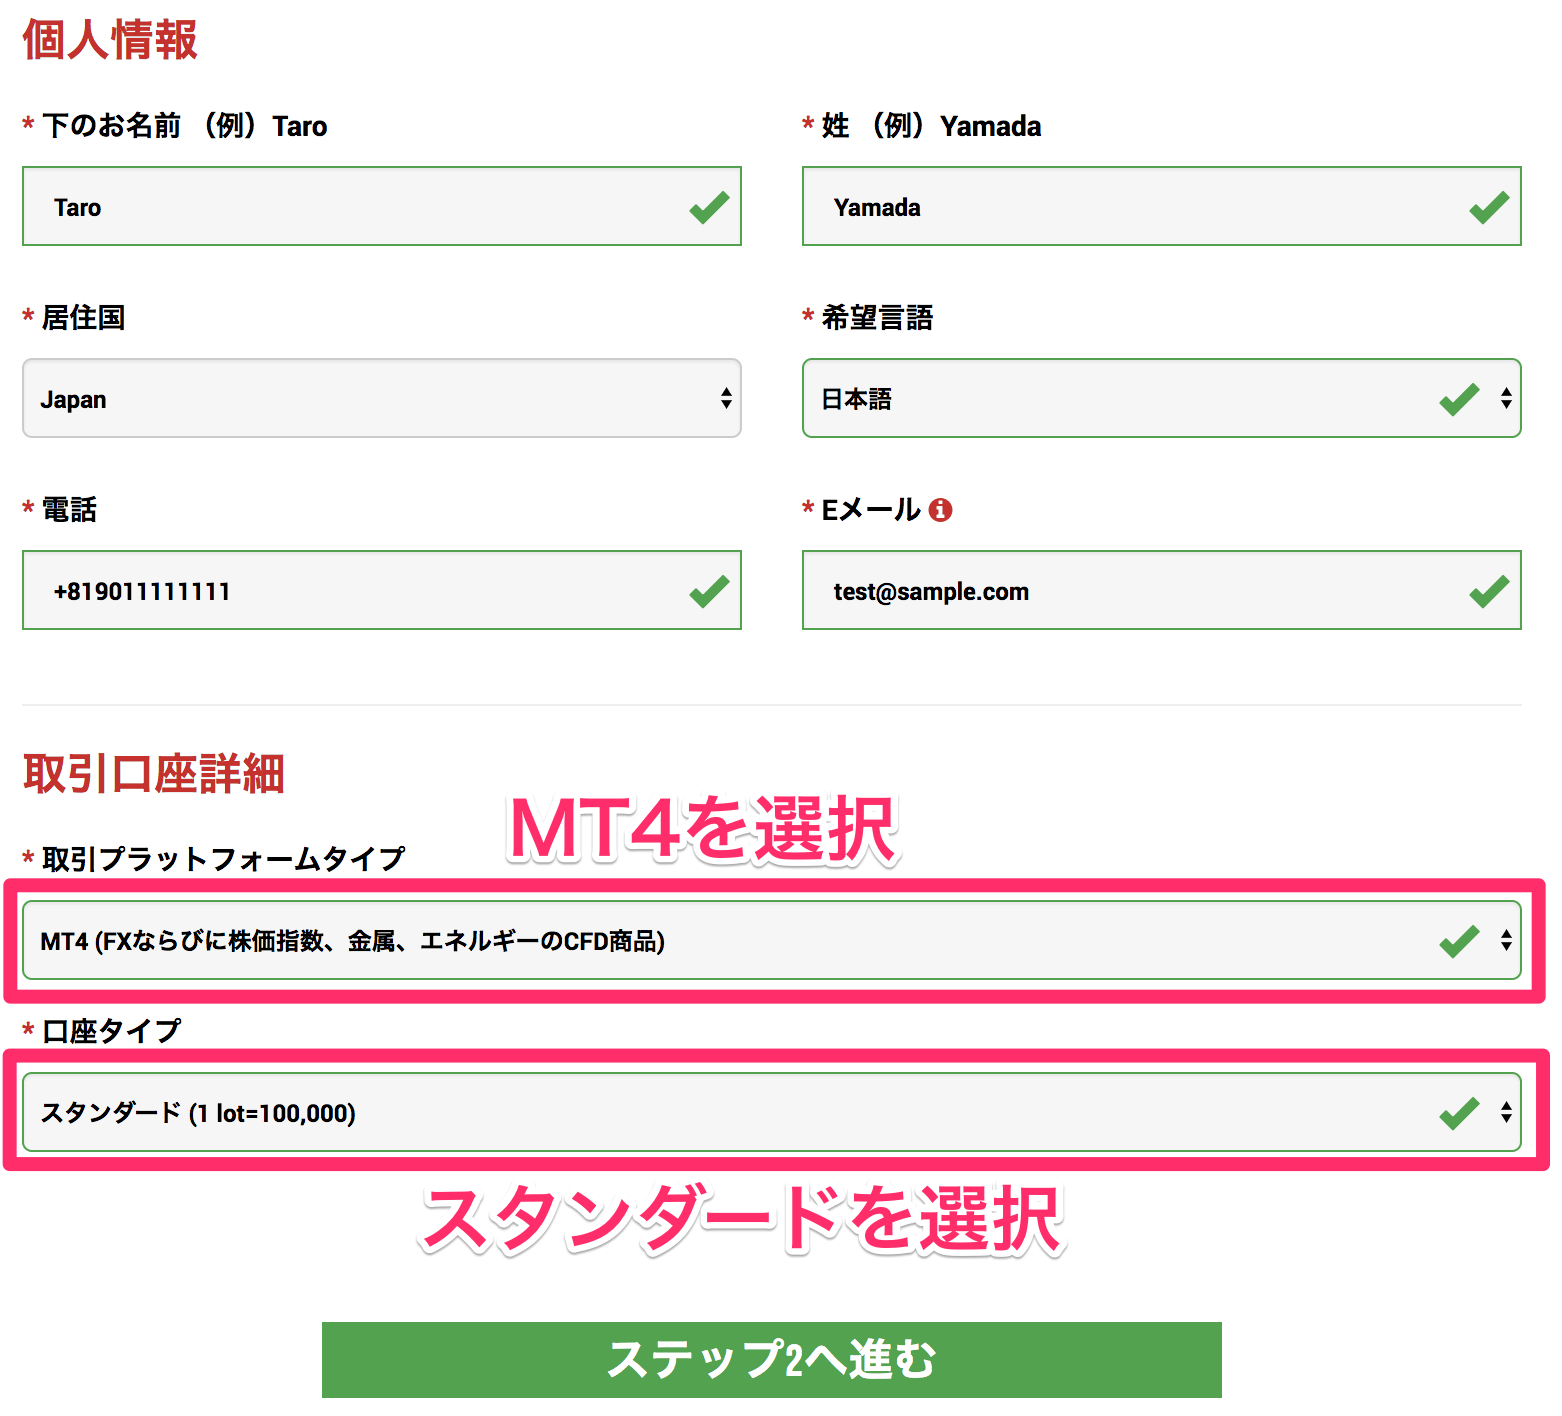 個人情報
* 下のお名前 （例）Taro
* 姓 （例）Yamada
Taro
Yamada
* 居住国
* 希望言語
Japan
日本語
* 電話
* Eメール
+819011111111
test@sample.com
取引口座詳細
MT4を選択
* 取引プラットフォームタイプ
MT4 (FXならびに株価指数、金属、エネルギーのCFD商品)
* 口座タイプ
スタンダード (1 lot=100,000)
スタンダードを選択
ステップ2へ進む